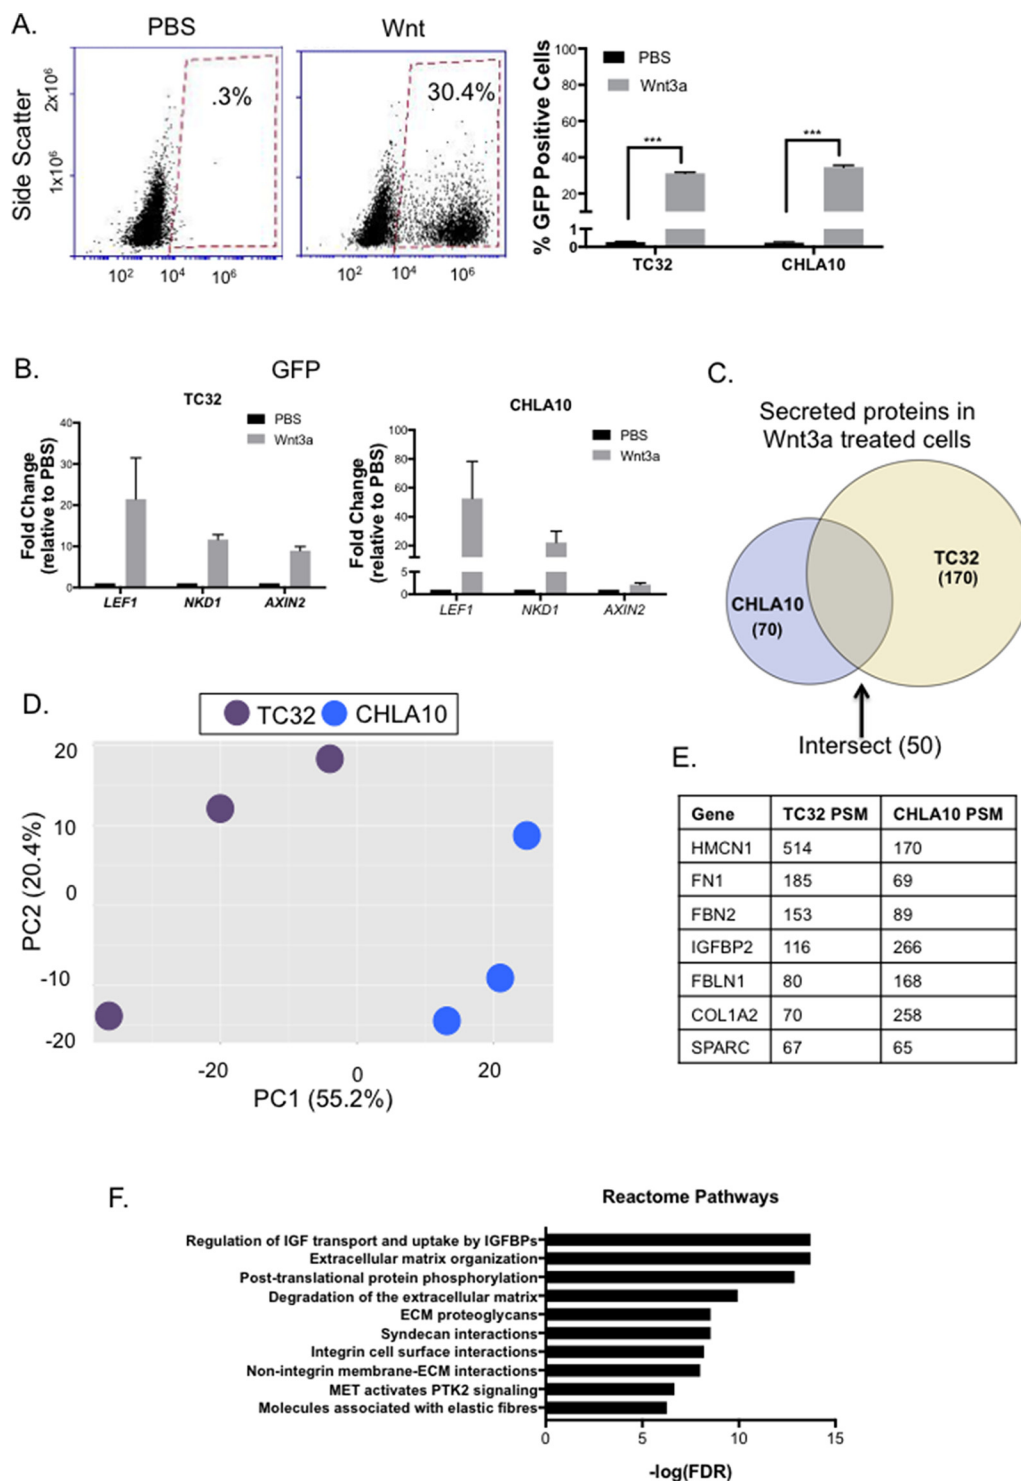 A.
PBS
Wnt
Side Scatter
2x10⁶
1x10⁶
.3%
30.4%
10² 10⁴ 10⁶
10² 10⁴ 10⁶
% GFP Positive Cells
100
80
60
40
20
1
0
PBS
Wnt3a
***
***
TC32
CHLA10
B.
GFP
TC32
PBS
Wnt3a
Fold Change
(relative to PBS)
40
30
20
10
0
LEF1 NKD1 AXIN2
CHLA10
PBS
Wnt3a
Fold Change
(relative to PBS)
100
80
60
40
20
5
0
LEF1 NKD1 AXIN2
C.
Secreted proteins in
Wnt3a treated cells
CHLA10
(70)
TC32
(170)
Intersect (50)
D.
TC32 CHLA10
PC2 (20.4%)
20
10
0
-10
-20
-20 0 20
PC1 (55.2%)
E.
Gene TC32 PSM CHLA10 PSM
HMCN1 514 170
FN1 185 69
FBN2 153 89
IGFBP2 116 266
FBLN1 80 168
COL1A2 70 258
SPARC 67 65
F.
Reactome Pathways
Regulation of IGF transport and uptake by IGFBPs
Extracellular matrix organization
Post-translational protein phosphorylation
Degradation of the extracellular matrix
ECM proteoglycans
Syndecan interactions
Integrin cell surface interactions
Non-integrin membrane-ECM interactions
MET activates PTK2 signaling
Molecules associated with elastic fibres
0 5 10 15
-log(FDR)